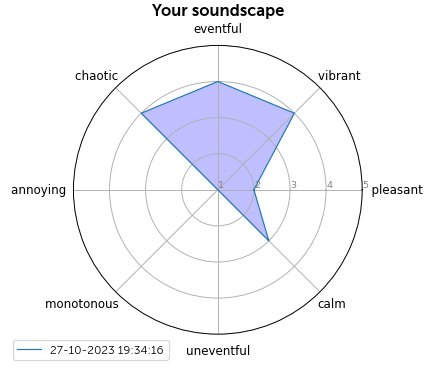 Your soundscape
eventful
chaotic
vibrant
annoying
1 2 3 4 5
pleasant
monotonous
calm
uneventful
27-10-2023 19:34:16